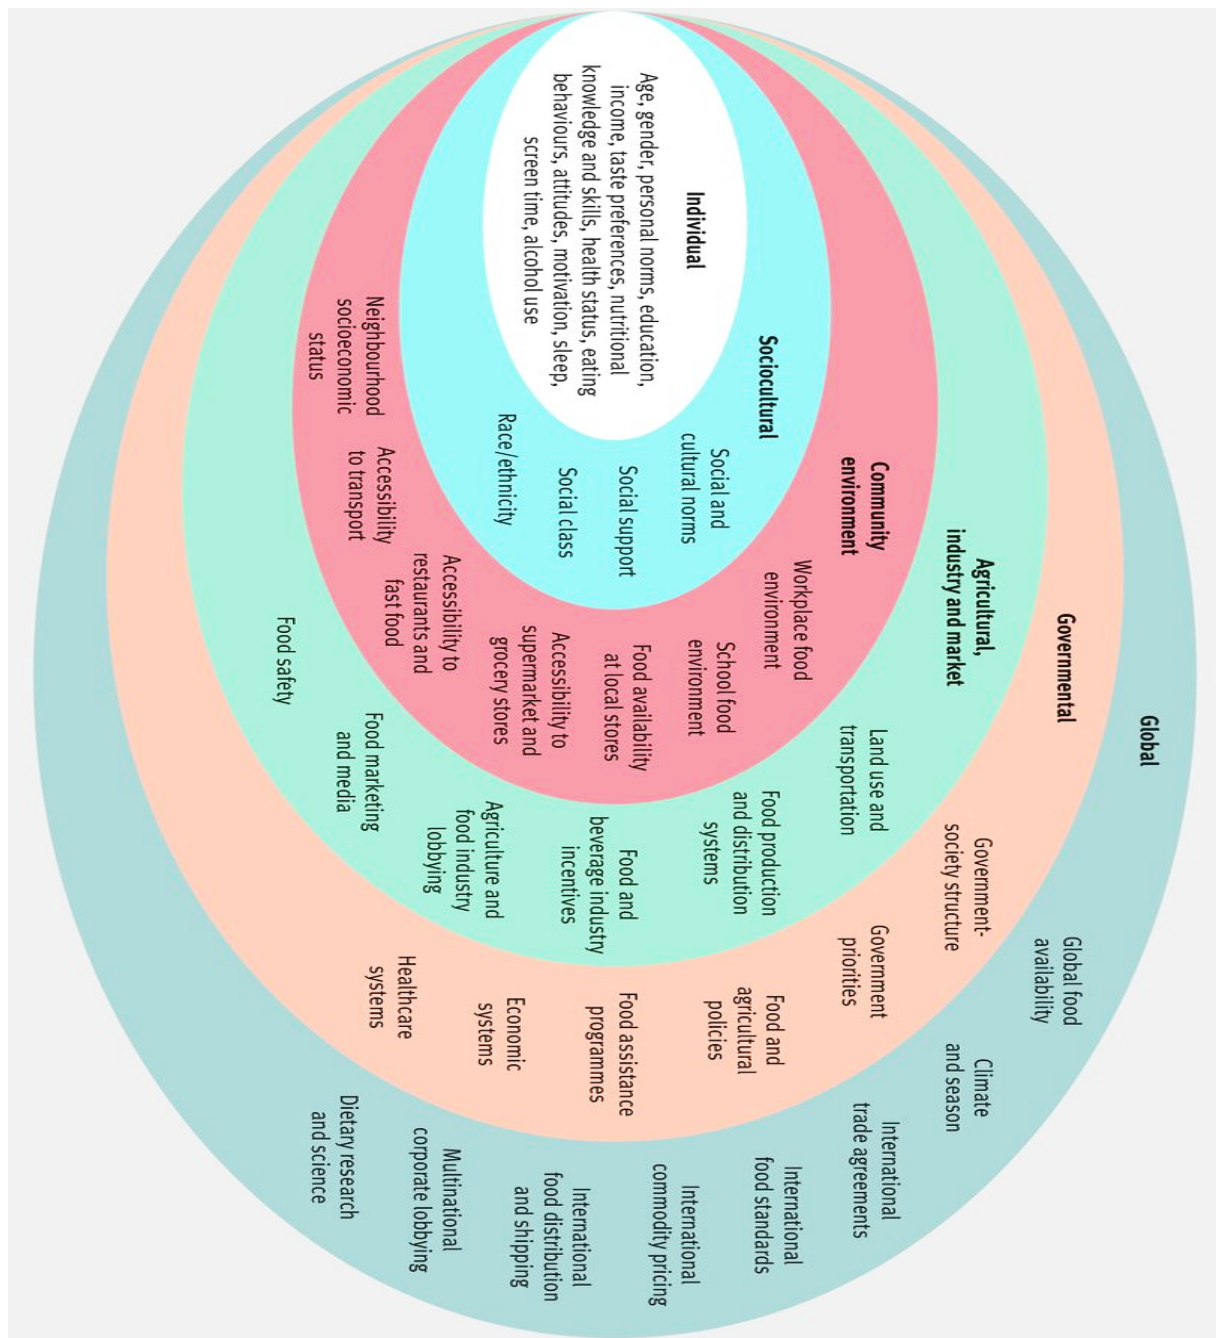 Individual
Age, gender, personal norms, education,
income, taste preferences, nutritional
knowledge and skills, health status, eating
behaviours, attitudes, motivation, sleep,
screen time, alcohol use
Sociocultural
Social and
cultural norms
Social support
Social class
Race/ethnicity
Community
environment
Workplace food
environment
School food
environment
Food availability
at local stores
Accessibility to
supermarket and
grocery stores
Accessibility to
restaurants and
fast food
Accessibility
to transport
Neighbourhood
socioeconomic
status
Agricultural,
industry and market
Land use and
transportation
Food production
and distribution
systems
Food and
beverage industry
incentives
Agriculture and
food industry
lobbying
Food marketing
and media
Food safety
Governmental
Government-
society structure
Government
priorities
Food and
agricultural
policies
Food assistance
programmes
Economic
systems
Healthcare
systems
Global
Global food
availability
Climate
and season
International
trade agreements
International
food standards
International
commodity pricing
International
food distribution
and shipping
Multinational
corporate lobbying
Dietary research
and science